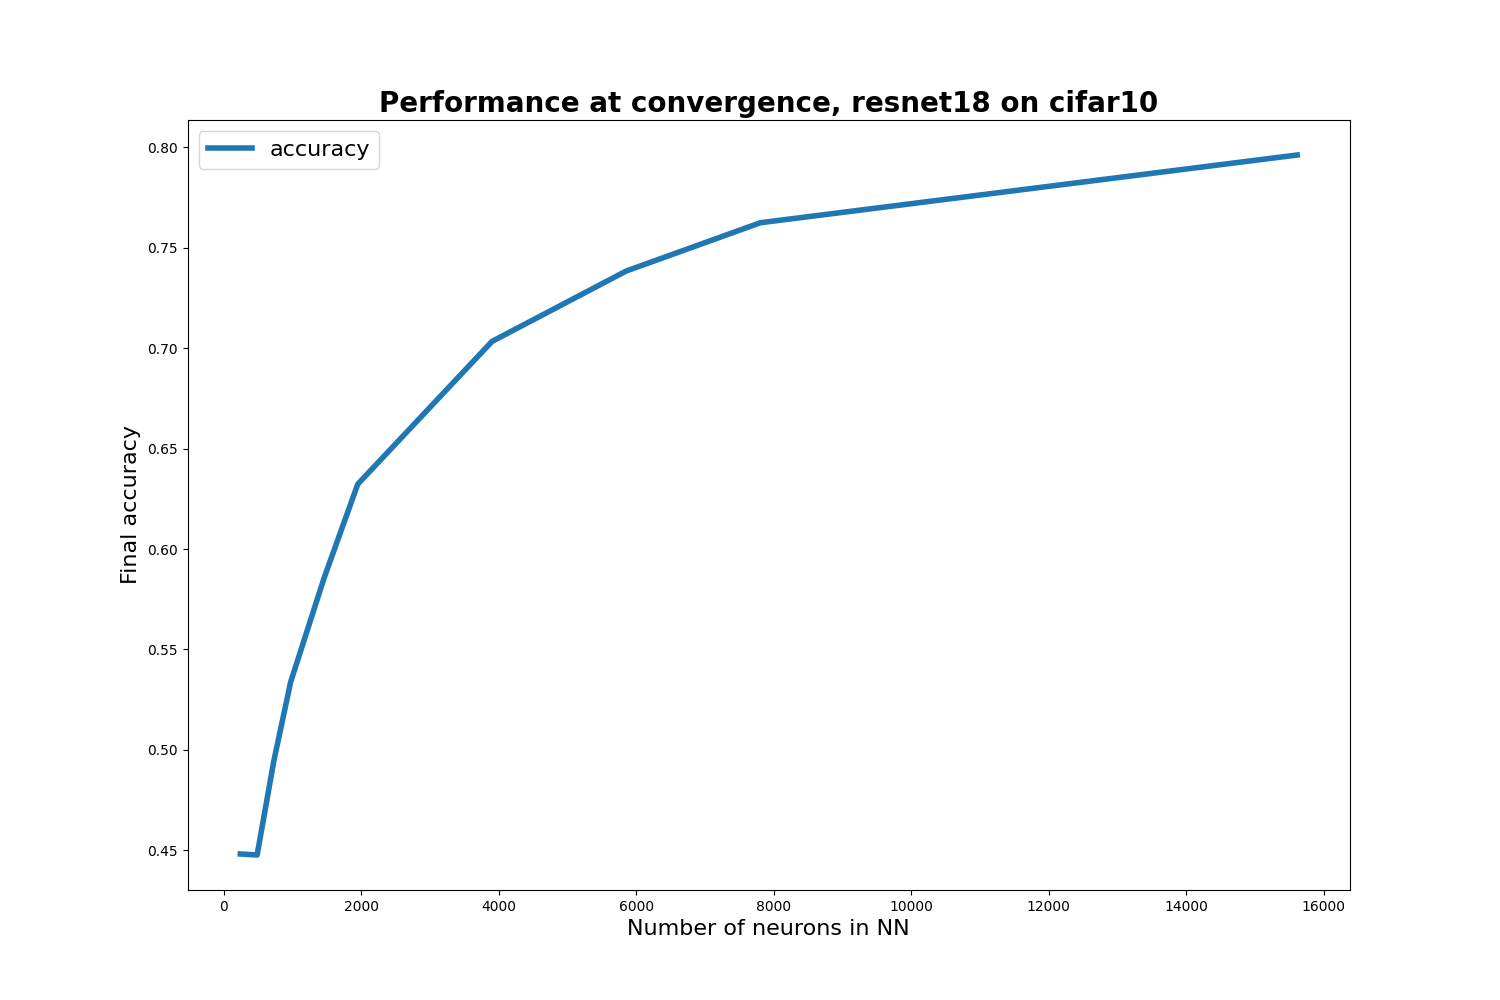 Performance at convergence, resnet18 on cifar10
accuracy
0.80
0.75
0.70
0.65
0.60
0.55
0.50
0.45
Final accuracy
0 2000 4000 6000 8000 10000 12000 14000 16000
Number of neurons in NN